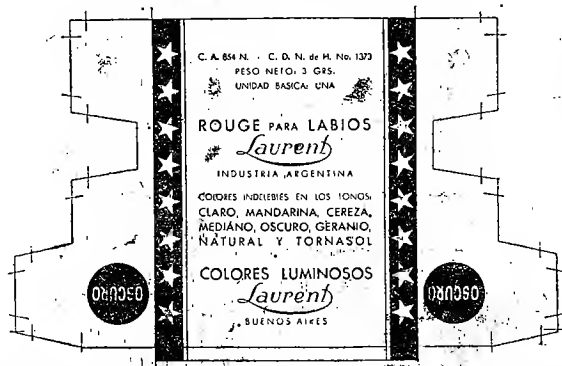 C. A. 854 N. - C. D. N. de H. No. 1373
PESO NETO: 3 GRS.
UNIDAD BASICA: UNA
ROUGE PARA LABIOS
Laurent
INDUSTRIA ARGENTINA
COLORES INDELEBLES EN LOS TONOS:
CLARO, MANDARINA, CEREZA,
MEDIANO, OSCURO, GERANIO,
NATURAL Y TORNASOL
COLORES LUMINOSOS
Laurent
BUENOS AIRES
OSCURO
OSCURO